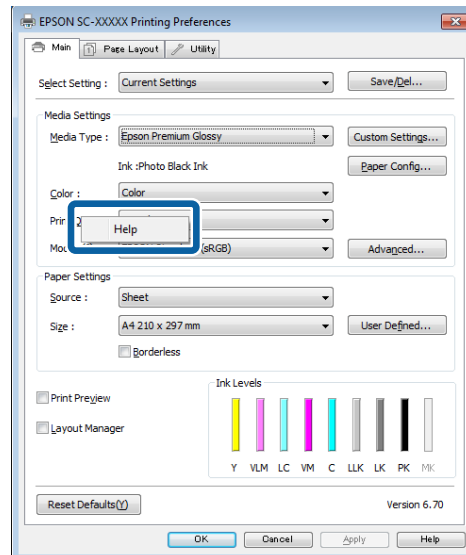 EPSON SC-XXXXX Printing Preferences
Main Page Layout Utility
Select Setting : Current Settings Save/Del...
Media Settings
Media Type : Epson Premium Glossy Custom Settings...
Ink :Photo Black Ink Paper Config...
Color : Color
Help
(sRGB) Advanced...
Paper Settings
Source : Sheet
Size : A4 210 x 297 mm User Defined...
Borderless
Ink Levels
Print Preview
Layout Manager
Y VLM LC VM C LLK LK PK MK
Reset Defaults(Y) Version 6.70
OK Cancel Apply Help